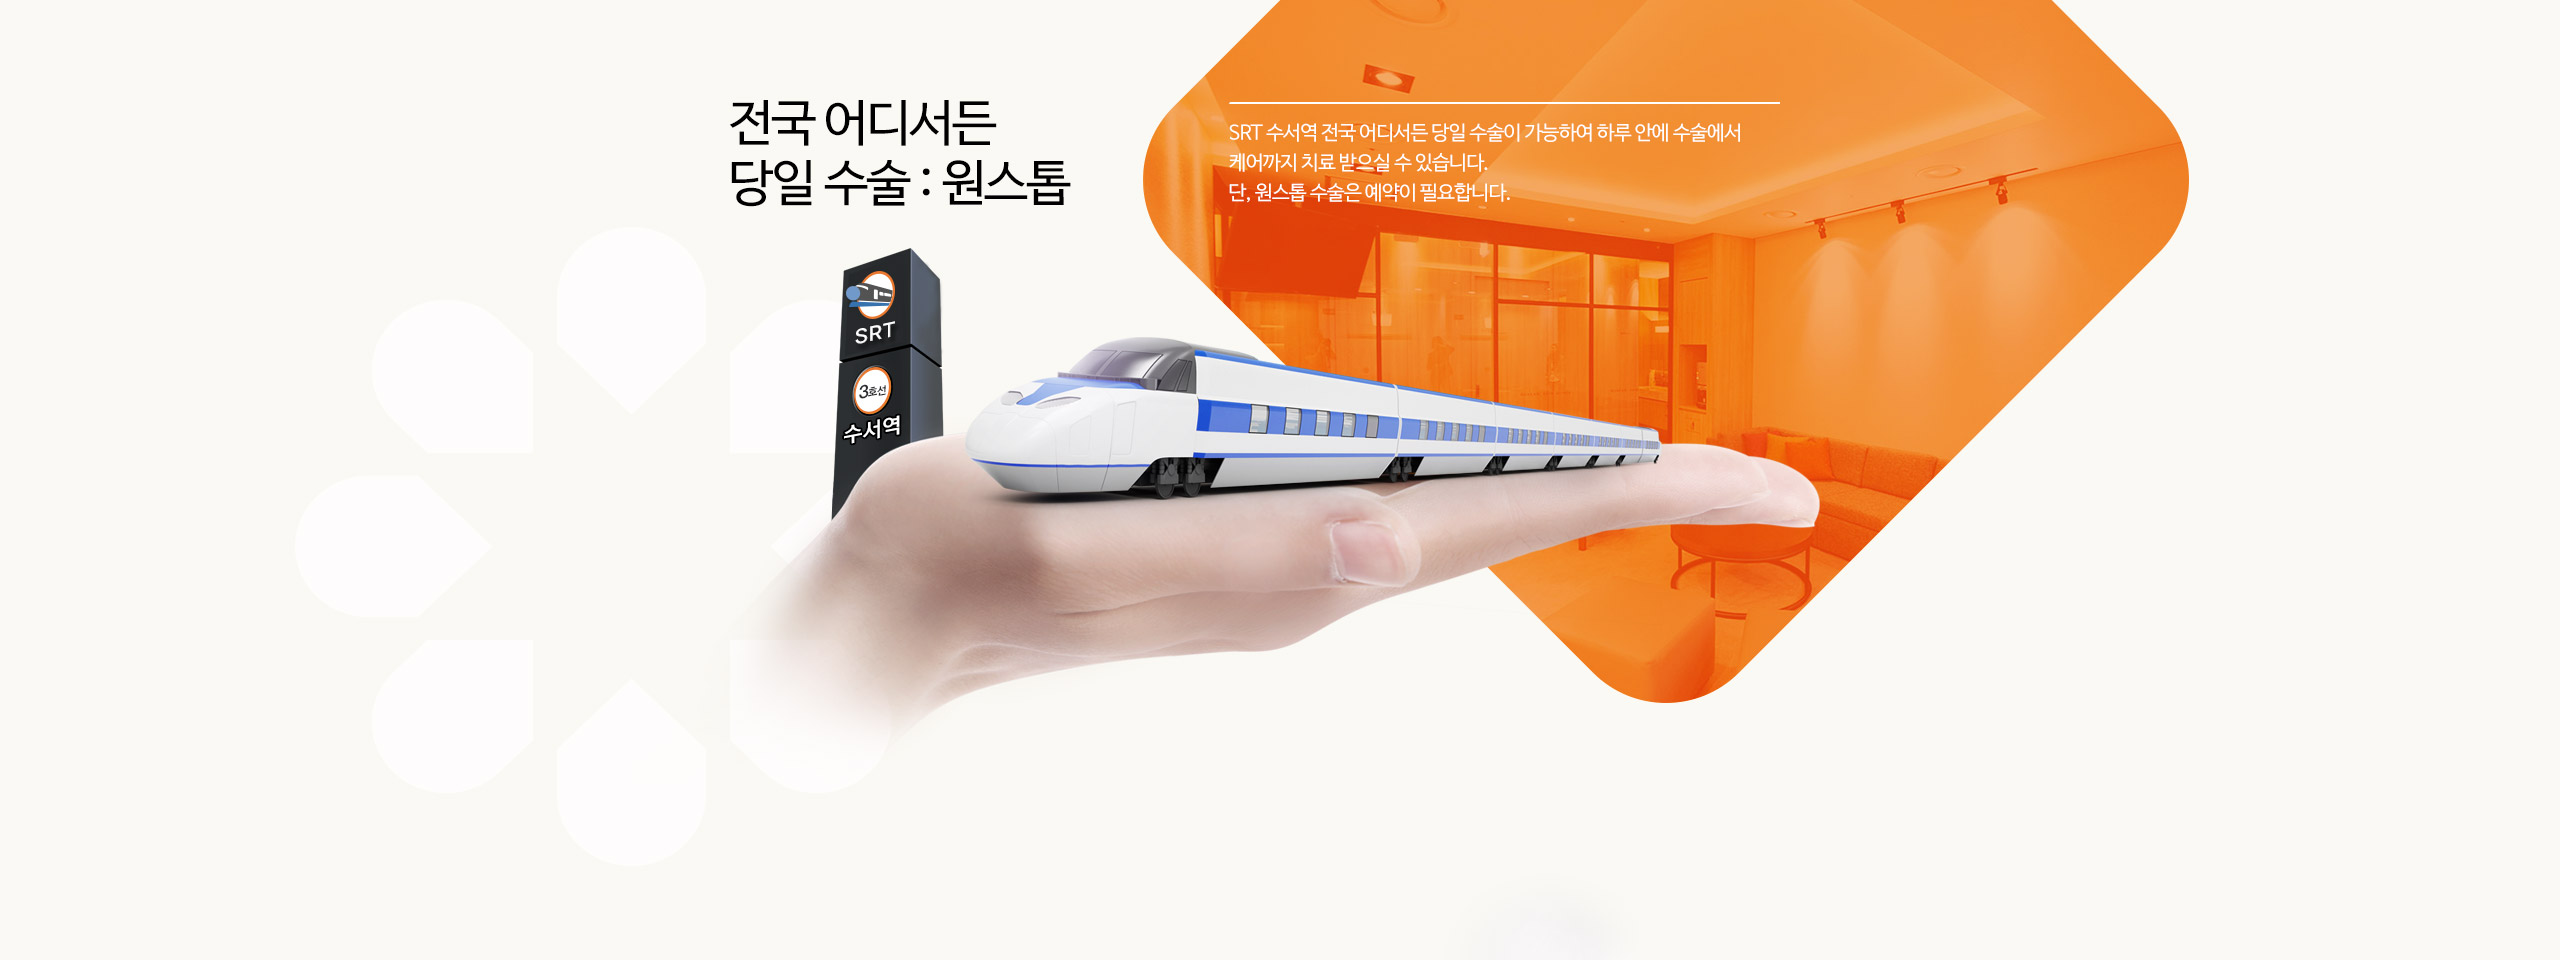 전국 어디서든
당일 수술 : 원스톱
SRT 수서역 전국 어디서든 당일 수술이 가능하여 하루 안에 수술에서
케어까지 치료 받으실 수 있습니다.
단, 원스톱 수술은 예약이 필요합니다.
SRT
3호선
수서역